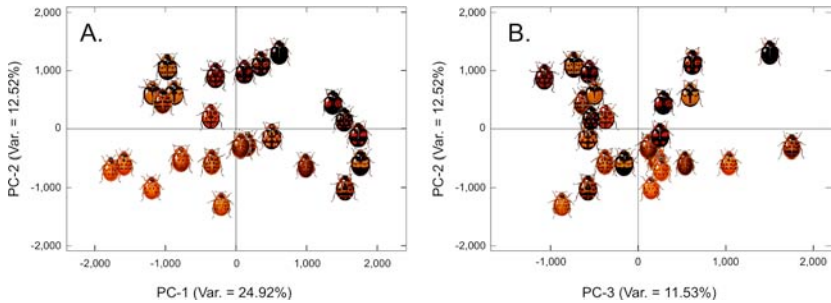 A.
2,000
1,000
0
-1,000
-2,000
PC-2 (Var. = 12.52%)
-2,000 -1,000 0 1,000 2,000
PC-1 (Var. = 24.92%)
B.
2,000
1,000
0
-1,000
-2,000
PC-2 (Var. = 12.52%)
-1,000 0 1,000 2,000
PC-3 (Var. = 11.53%)